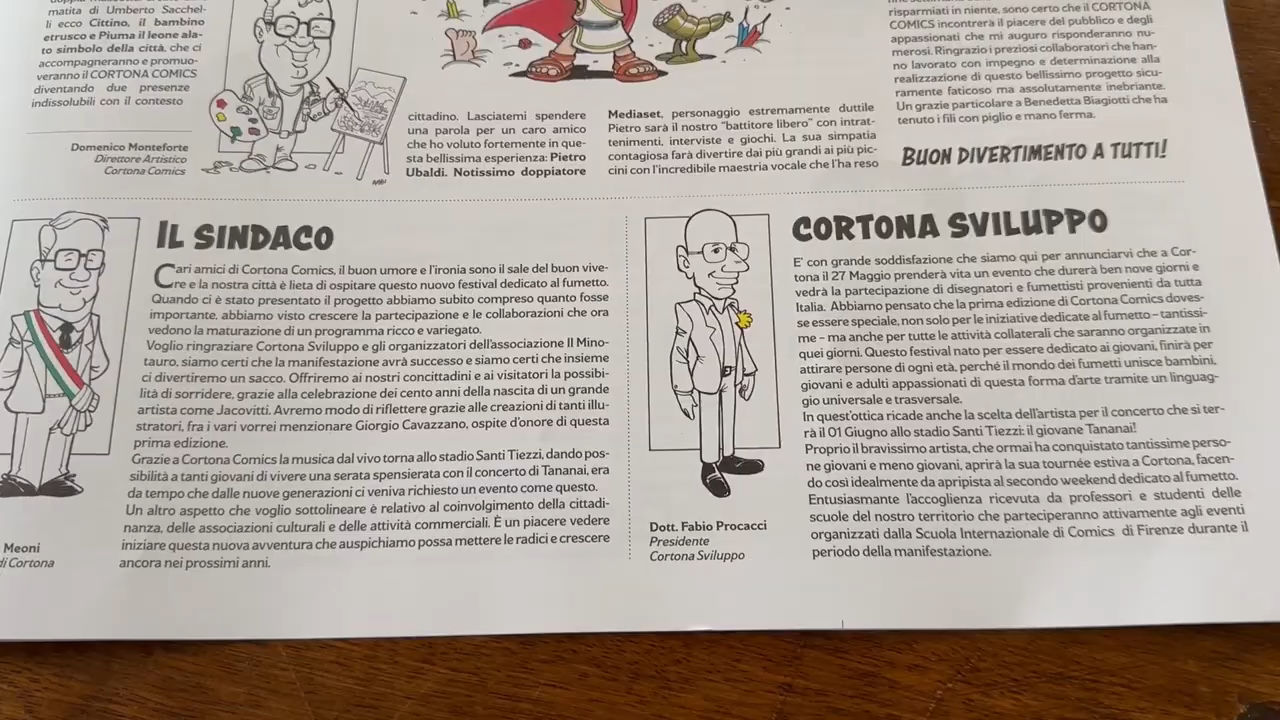 matita di Umberto Sacchel-
li ecco Cittino, il bambino
etrusco e Piuma il leone ala-
to simbolo della città, che ci
accompagneranno e promuo-
veranno il CORTONA COMICS
diventando due presenze
indissolubili con il contesto
Domenico Monteforte
Direttore Artistico
Cortona Comics
cittadino. Lasciatemi spendere
una parola per un caro amico
che ho voluto fortemente in que-
sta bellissima esperienza: Pietro
Ubaldi. Notissimo doppiatore
Mediaset, personaggio estremamente duttile
Pietro sarà il nostro "battitore libero" con intrat-
tenimenti, interviste e giochi. La sua simpatia
contagiosa farà divertire dai più grandi ai più pic-
cini con l'incredibile maestria vocale che l'ha reso
risparmiati in niente, sono certo che il CORTONA
COMICS incontrerà il piacere del pubblico e degli
appassionati che mi auguro risponderanno nu-
merosi. Ringrazio i preziosi collaboratori che han-
no lavorato con impegno e determinazione alla
realizzazione di questo bellissimo progetto sicu-
ramente faticoso ma assolutamente inebriante.
Un grazie particolare a Benedetta Biagiotti che ha
tenuto i fili con piglio e mano ferma.
BUON DIVERTIMENTO A TUTTI!
IL SINDACO
Cari amici di Cortona Comics, il buon umore e l'ironia sono il sale del buon vive-
re e la nostra città è lieta di ospitare questo nuovo festival dedicato al fumetto.
Quando ci è stato presentato il progetto abbiamo subito compreso quanto fosse
importante, abbiamo visto crescere la partecipazione e le collaborazioni che ora
vedono la maturazione di un programma ricco e variegato.
Voglio ringraziare Cortona Sviluppo e gli organizzatori dell'associazione Il Mino-
tauro, siamo certi che la manifestazione avrà successo e siamo certi che insieme
ci divertiremo un sacco. Offriremo ai nostri concittadini e ai visitatori la possibi-
lità di sorridere, grazie alla celebrazione dei cento anni della nascita di un grande
artista come Jacovitti. Avremo modo di riflettere grazie alle creazioni di tanti illu-
stratori, fra i vari vorrei menzionare Giorgio Cavazzano, ospite d'onore di questa
prima edizione.
Grazie a Cortona Comics la musica dal vivo torna allo stadio Santi Tiezzi, dando pos-
sibilità a tanti giovani di vivere una serata spensierata con il concerto di Tananai, era
da tempo che dalle nuove generazioni ci veniva richiesto un evento come questo.
Un altro aspetto che voglio sottolineare è relativo al coinvolgimento della cittadi-
nanza, delle associazioni culturali e delle attività commerciali. È un piacere vedere
iniziare questa nuova avventura che auspichiamo possa mettere le radici e crescere
ancora nei prossimi anni.
Meoni
di Cortona
CORTONA SVILUPPO
E' con grande soddisfazione che siamo qui per annunciarvi che a Cor-
tona il 27 Maggio prenderà vita un evento che durerà ben nove giorni e
vedrà la partecipazione di disegnatori e fumettisti provenienti da tutta
Italia. Abbiamo pensato che la prima edizione di Cortona Comics doves-
se essere speciale, non solo per le iniziative dedicate al fumetto – tantissi-
me – ma anche per tutte le attività collaterali che saranno organizzate in
quei giorni. Questo festival nato per essere dedicato ai giovani, finirà per
attirare persone di ogni età, perché il mondo dei fumetti unisce bambini,
giovani e adulti appassionati di questa forma d'arte tramite un linguag-
gio universale e trasversale.
In quest'ottica ricade anche la scelta dell'artista per il concerto che si ter-
rà il 01 Giugno allo stadio Santi Tiezzi: il giovane Tananai!
Proprio il bravissimo artista, che ormai ha conquistato tantissime perso-
ne giovani e meno giovani, aprirà la sua tournée estiva a Cortona, facen-
do così idealmente da apripista al secondo weekend dedicato al fumetto.
Entusiasmante l'accoglienza ricevuta da professori e studenti delle
scuole del nostro territorio che parteciperanno attivamente agli eventi
organizzati dalla Scuola Internazionale di Comics di Firenze durante il
periodo della manifestazione.
Dott. Fabio Procacci
Presidente
Cortona Sviluppo